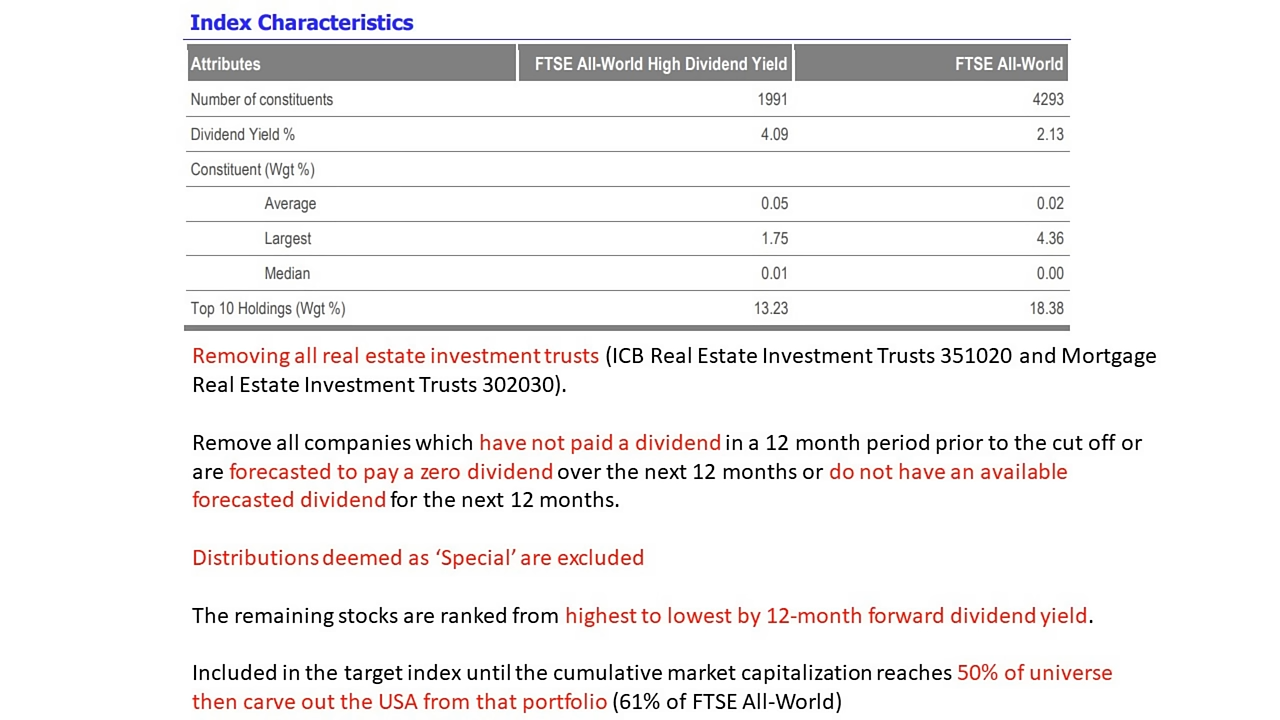 Index Characteristics
Attributes FTSE All-World High Dividend Yield FTSE All-World
Number of constituents 1991 4293
Dividend Yield % 4.09 2.13
Constituent (Wgt %)
Average 0.05 0.02
Largest 1.75 4.36
Median 0.01 0.00
Top 10 Holdings (Wgt %) 13.23 18.38
Removing all real estate investment trusts (ICB Real Estate Investment Trusts 351020 and Mortgage
Real Estate Investment Trusts 302030).
Remove all companies which have not paid a dividend in a 12 month period prior to the cut off or
are forecasted to pay a zero dividend over the next 12 months or do not have an available
forecasted dividend for the next 12 months.
Distributions deemed as ‘Special’ are excluded
The remaining stocks are ranked from highest to lowest by 12-month forward dividend yield.
Included in the target index until the cumulative market capitalization reaches 50% of universe
then carve out the USA from that portfolio (61% of FTSE All-World)